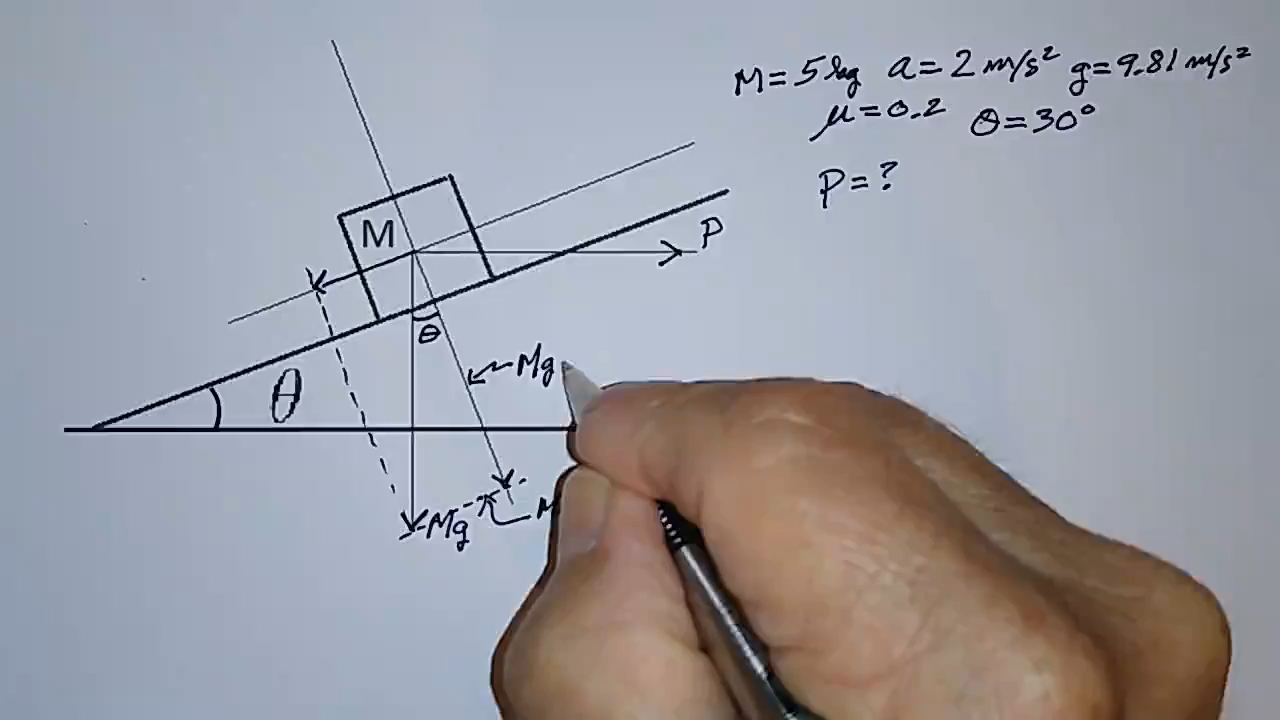 M = 5 kg a = 2 m/s² g = 9.81 m/s²
μ = 0.2 θ = 30°
P = ?
M
P
θ
θ
Mg
Mg
M